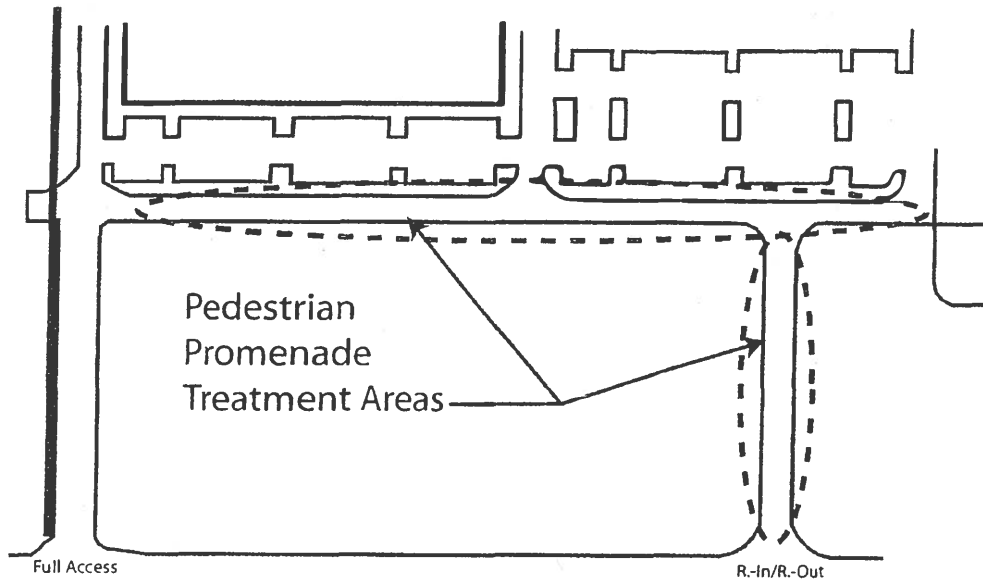 Pedestrian
Promenade
Treatment Areas
Full Access
R.-In/R.-Out